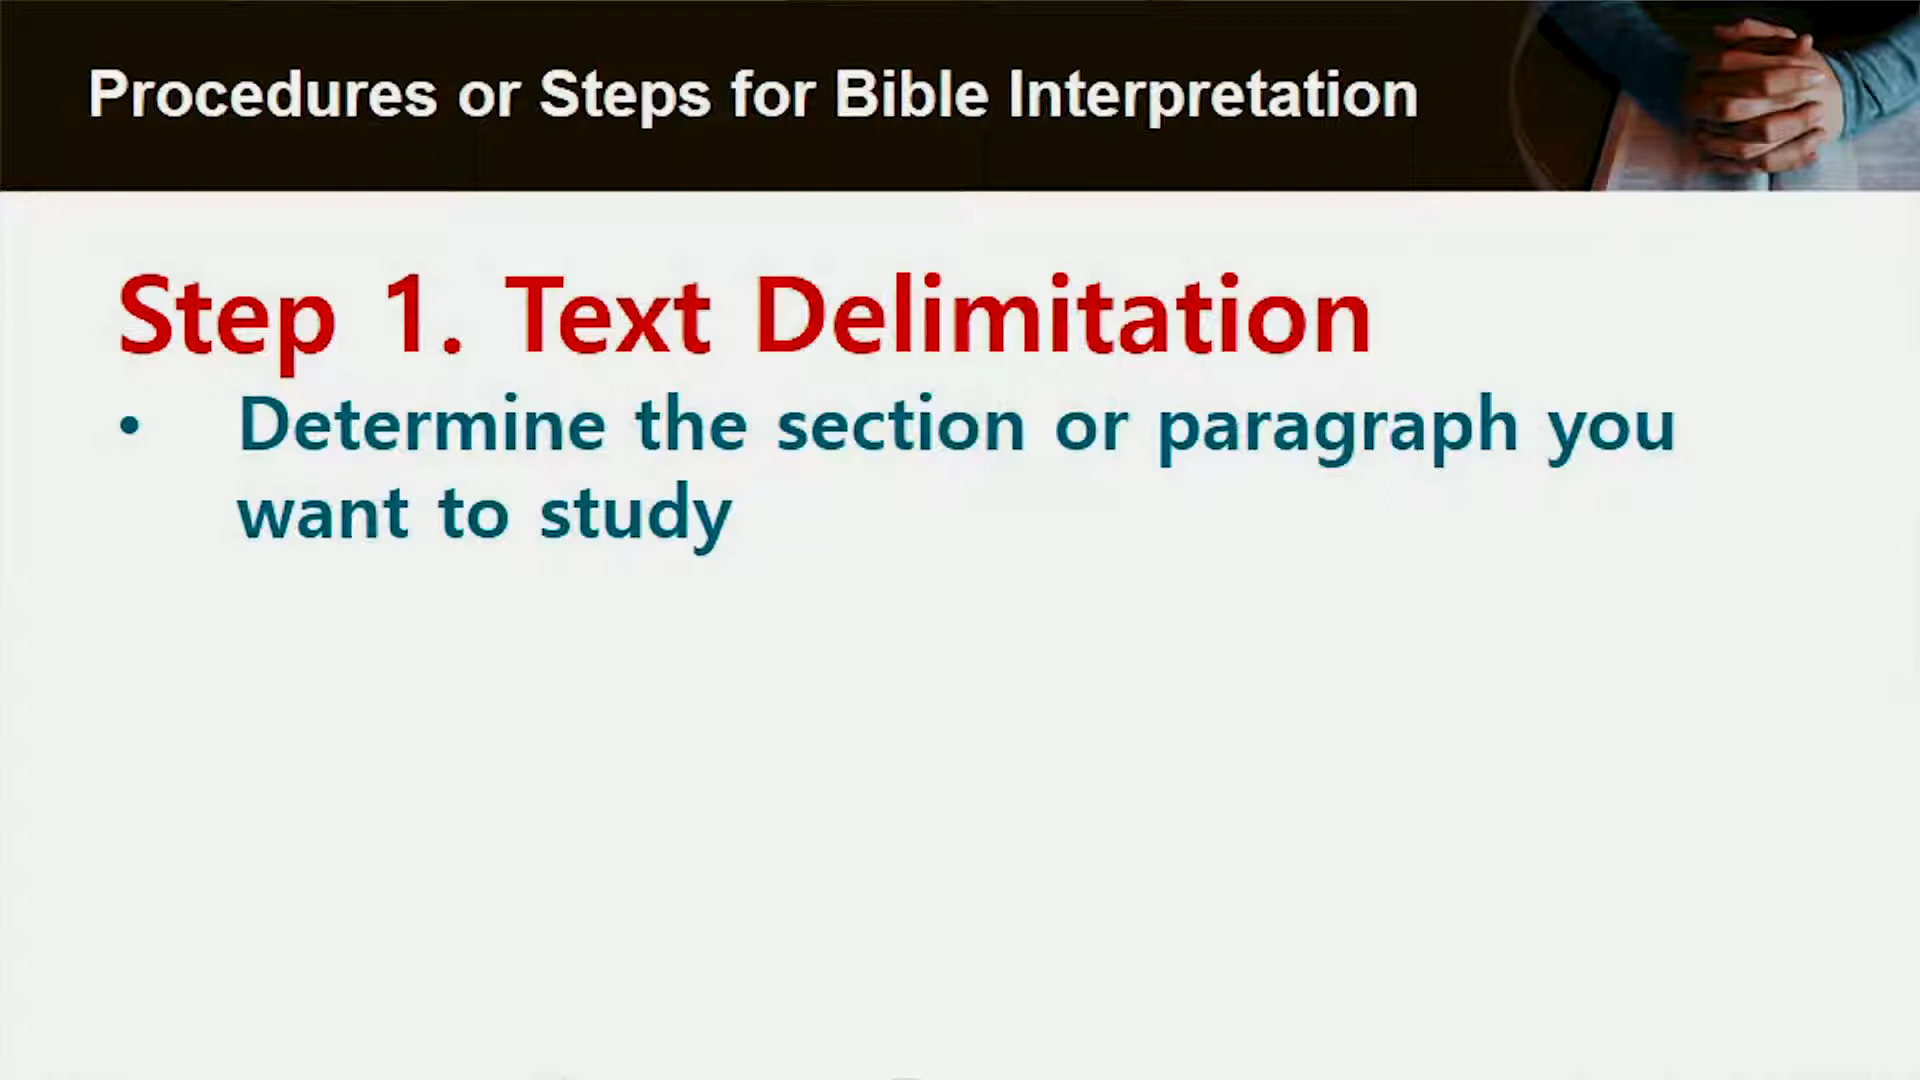 Procedures or Steps for Bible Interpretation
Step 1. Text Delimitation
• Determine the section or paragraph you
want to study